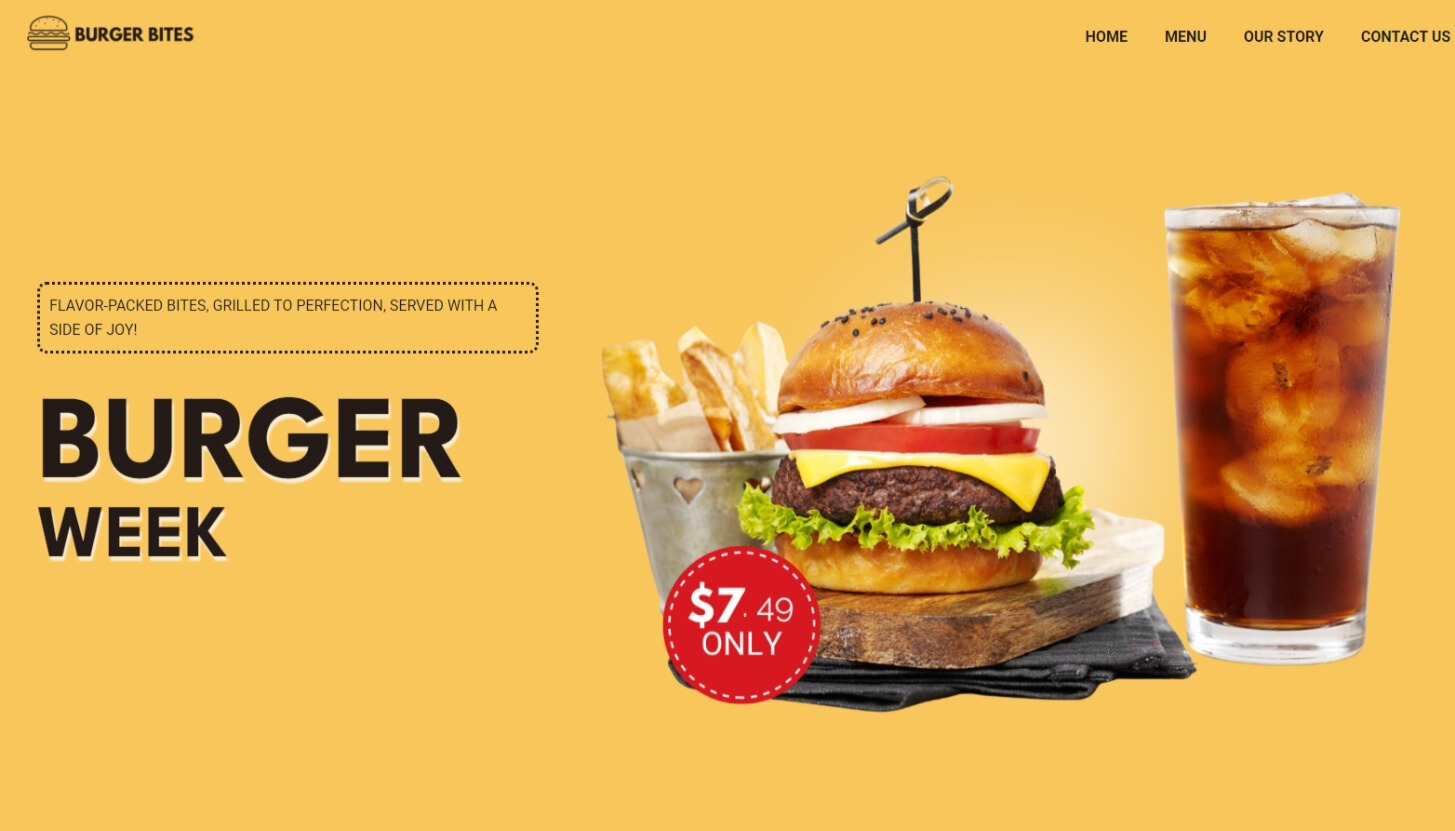 BURGER BITES
HOME MENU OUR STORY CONTACT US
FLAVOR-PACKED BITES, GRILLED TO PERFECTION, SERVED WITH A
SIDE OF JOY!
BURGER
WEEK
$7. 49
ONLY